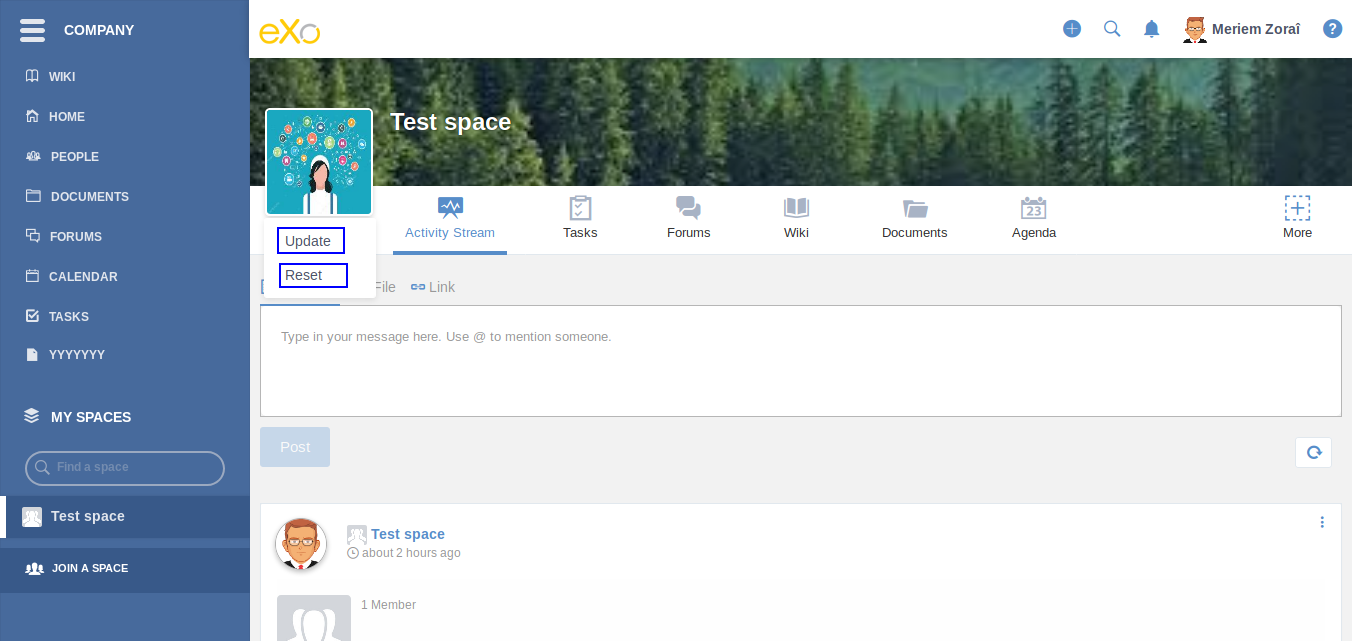 COMPANY
eXo
Meriem Zoraî
?
WIKI
HOME
PEOPLE
DOCUMENTS
FORUMS
CALENDAR
TASKS
YYYYYYY
MY SPACES
Find a space
Test space
JOIN A SPACE
Test space
Update
Reset
Activity Stream
Tasks
Forums
Wiki
Documents
23
Agenda
More
File
Link
Type in your message here. Use @ to mention someone.
Post
Test space
about 2 hours ago
1 Member